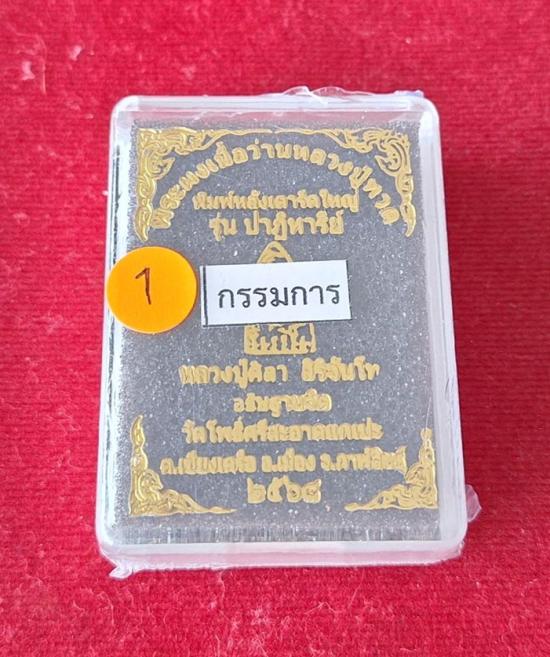 พระผงเนื้อว่านหลวงปู่ทวด
พิมพ์หลังเตารีดใหญ่
รุ่น ปาฏิหาริย์
1
กรรมการ
หลวงปู่ศิลา สิริจันโท
อธิษฐานจิต
วัดโพธิ์ศรีสะอาดแกเปะ
ต.เชียงเครือ อ.เมือง จ.กาฬสินธุ์
๒๕๖๘